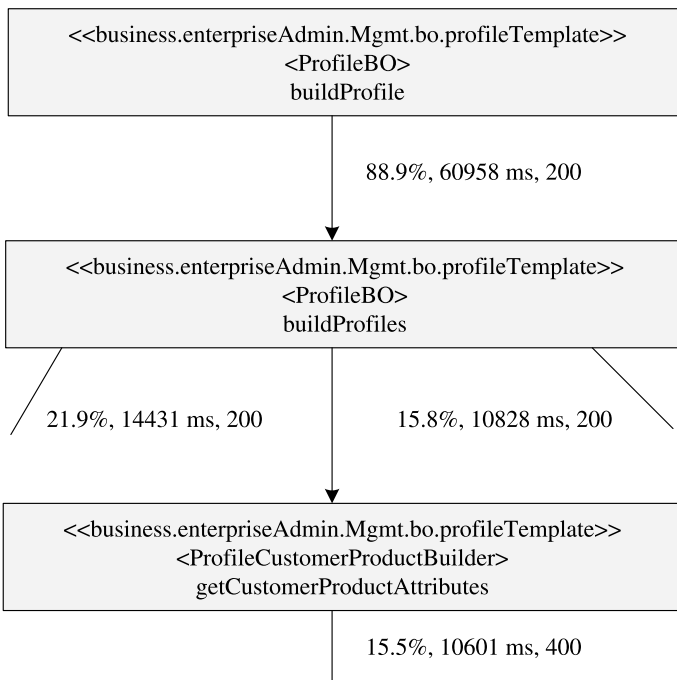 <<business.enterpriseAdmin.Mgmt.bo.profileTemplate>>
<ProfileBO>
buildProfile
88.9%, 60958 ms, 200
<<business.enterpriseAdmin.Mgmt.bo.profileTemplate>>
<ProfileBO>
buildProfiles
21.9%, 14431 ms, 200
15.8%, 10828 ms, 200
<<business.enterpriseAdmin.Mgmt.bo.profileTemplate>>
<ProfileCustomerProductBuilder>
getCustomerProductAttributes
15.5%, 10601 ms, 400